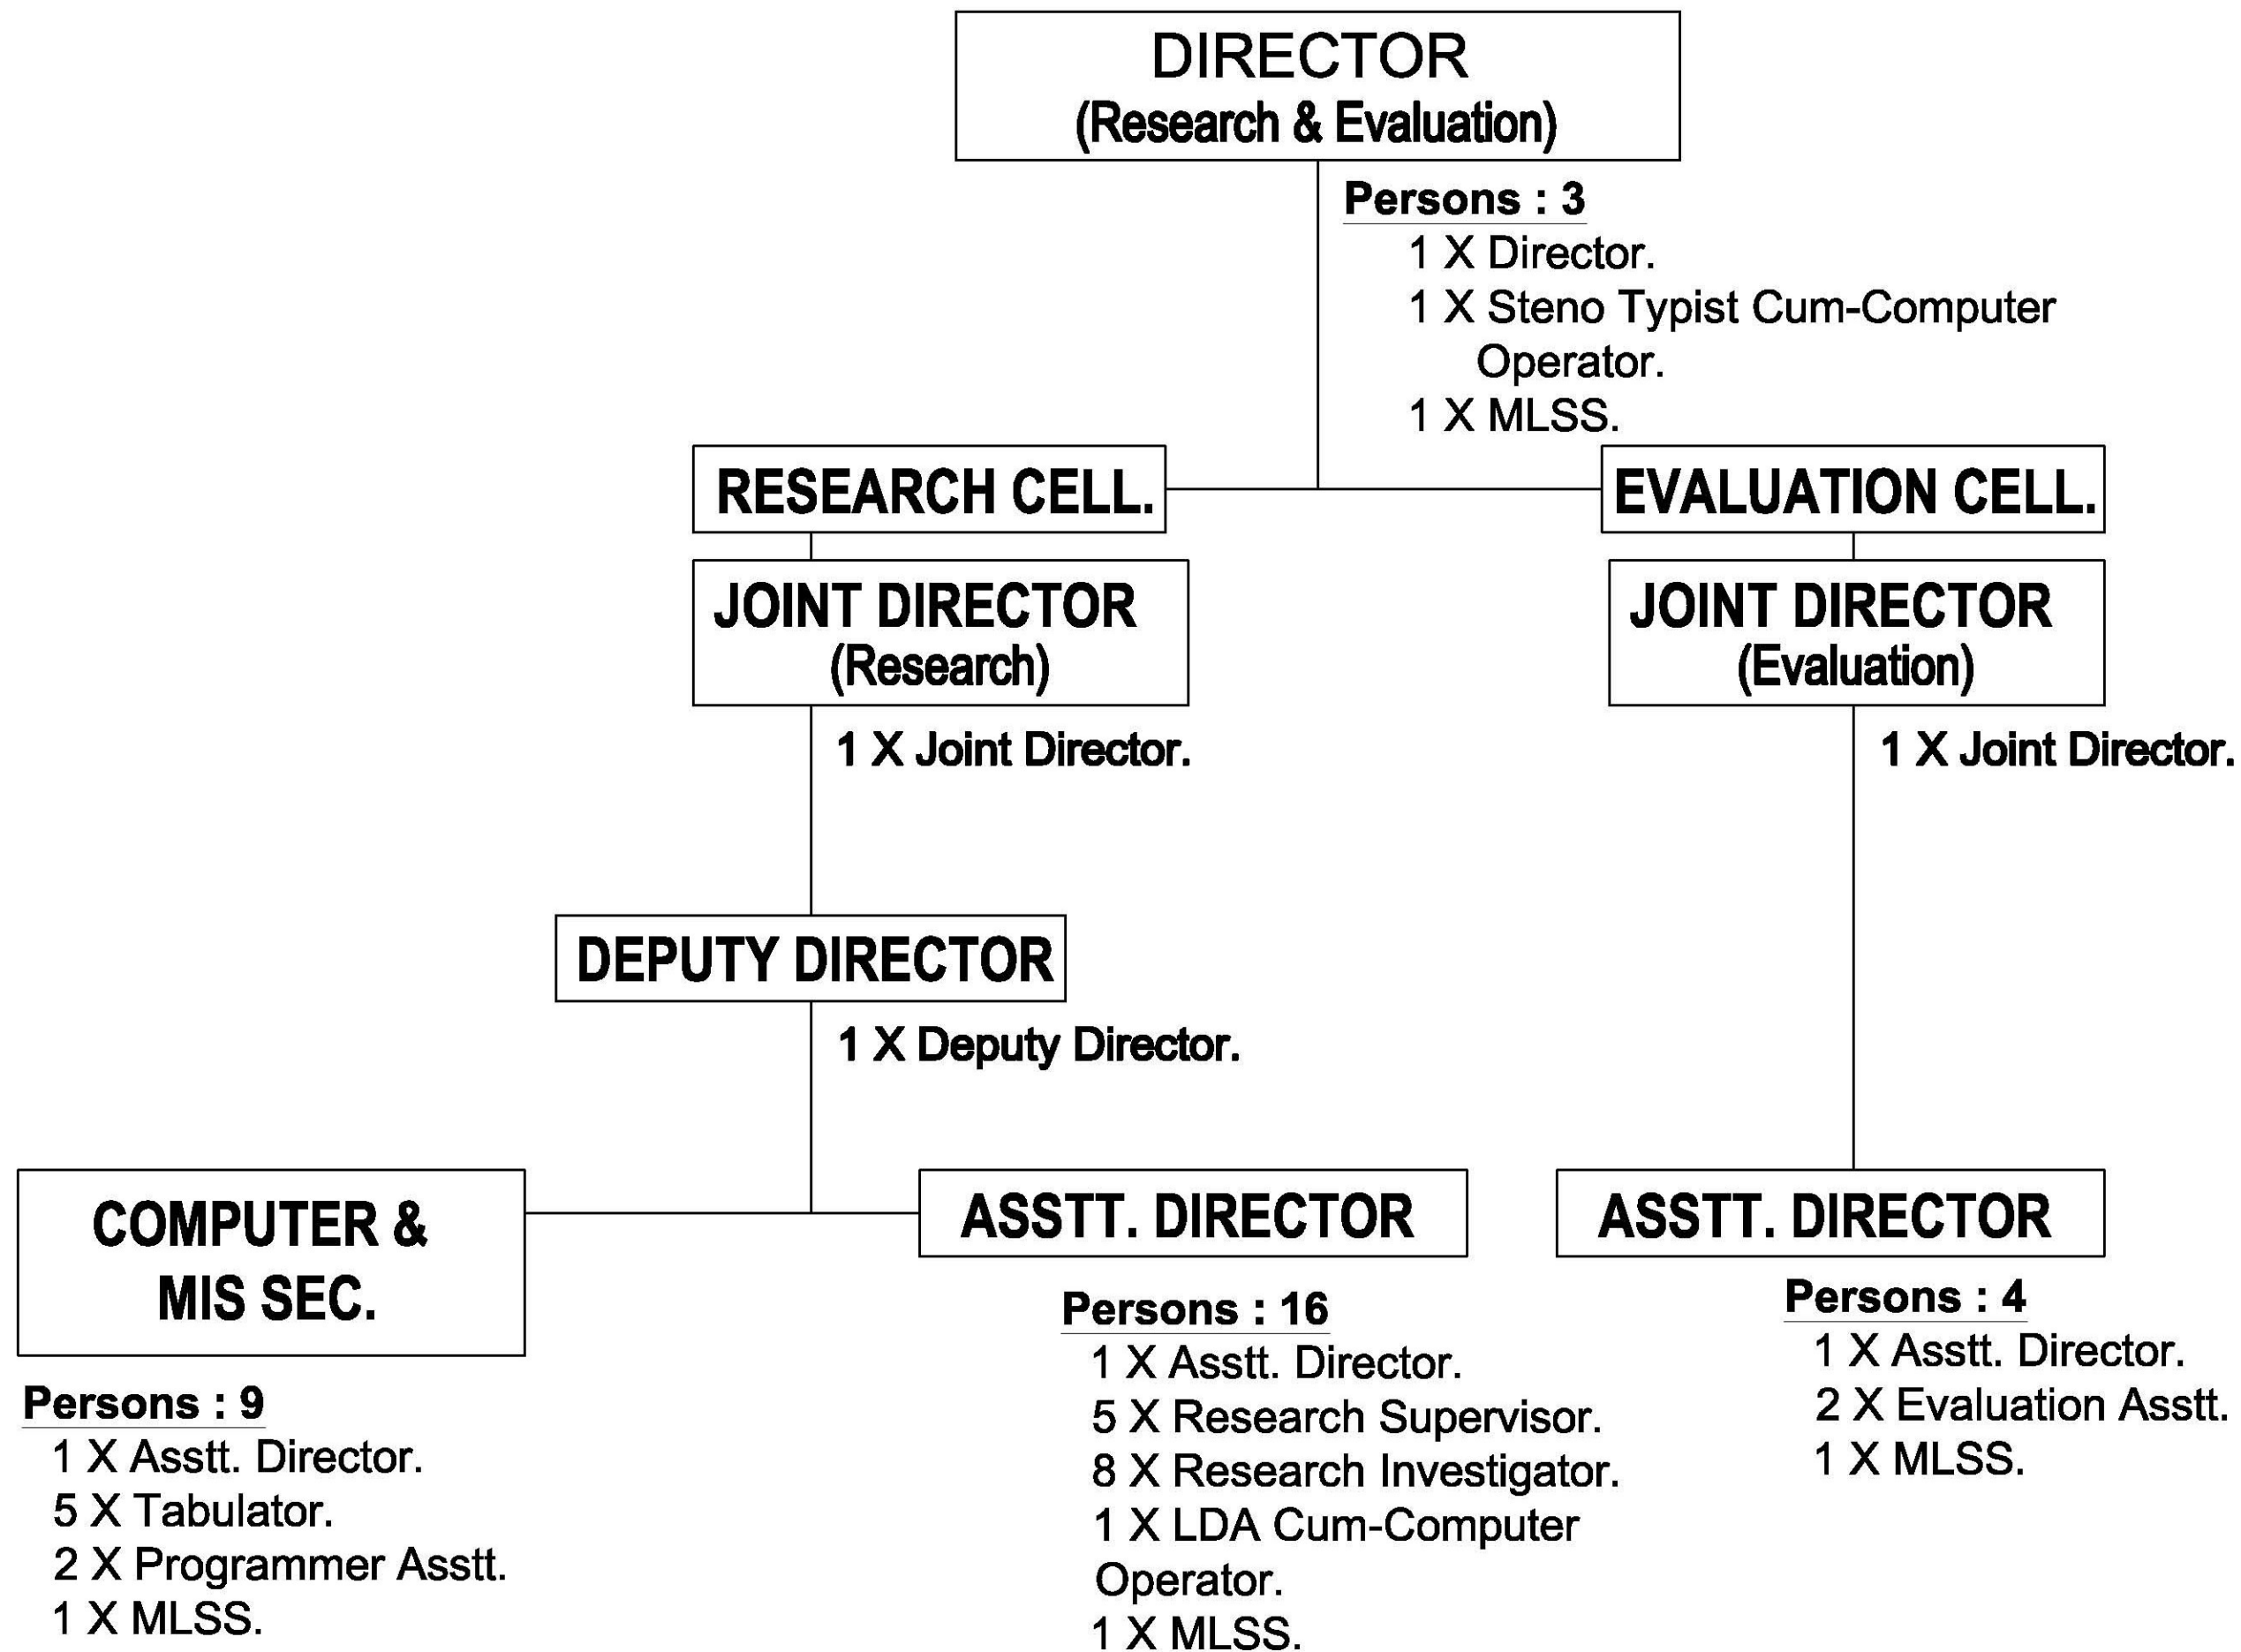 DIRECTOR
(Research & Evaluation)
Persons : 3
1 X Director.
1 X Steno Typist Cum-Computer
Operator.
1 X MLSS.
RESEARCH CELL.
EVALUATION CELL.
JOINT DIRECTOR
(Research)
JOINT DIRECTOR
(Evaluation)
1 X Joint Director.
1 X Joint Director.
DEPUTY DIRECTOR
1 X Deputy Director.
COMPUTER &
MIS SEC.
Persons : 9
1 X Asstt. Director.
5 X Tabulator.
2 X Programmer Asstt.
1 X MLSS.
ASSTT. DIRECTOR
Persons : 16
1 X Asstt. Director.
5 X Research Supervisor.
8 X Research Investigator.
1 X LDA Cum-Computer
Operator.
1 X MLSS.
ASSTT. DIRECTOR
Persons : 4
1 X Asstt. Director.
2 X Evaluation Asstt.
1 X MLSS.